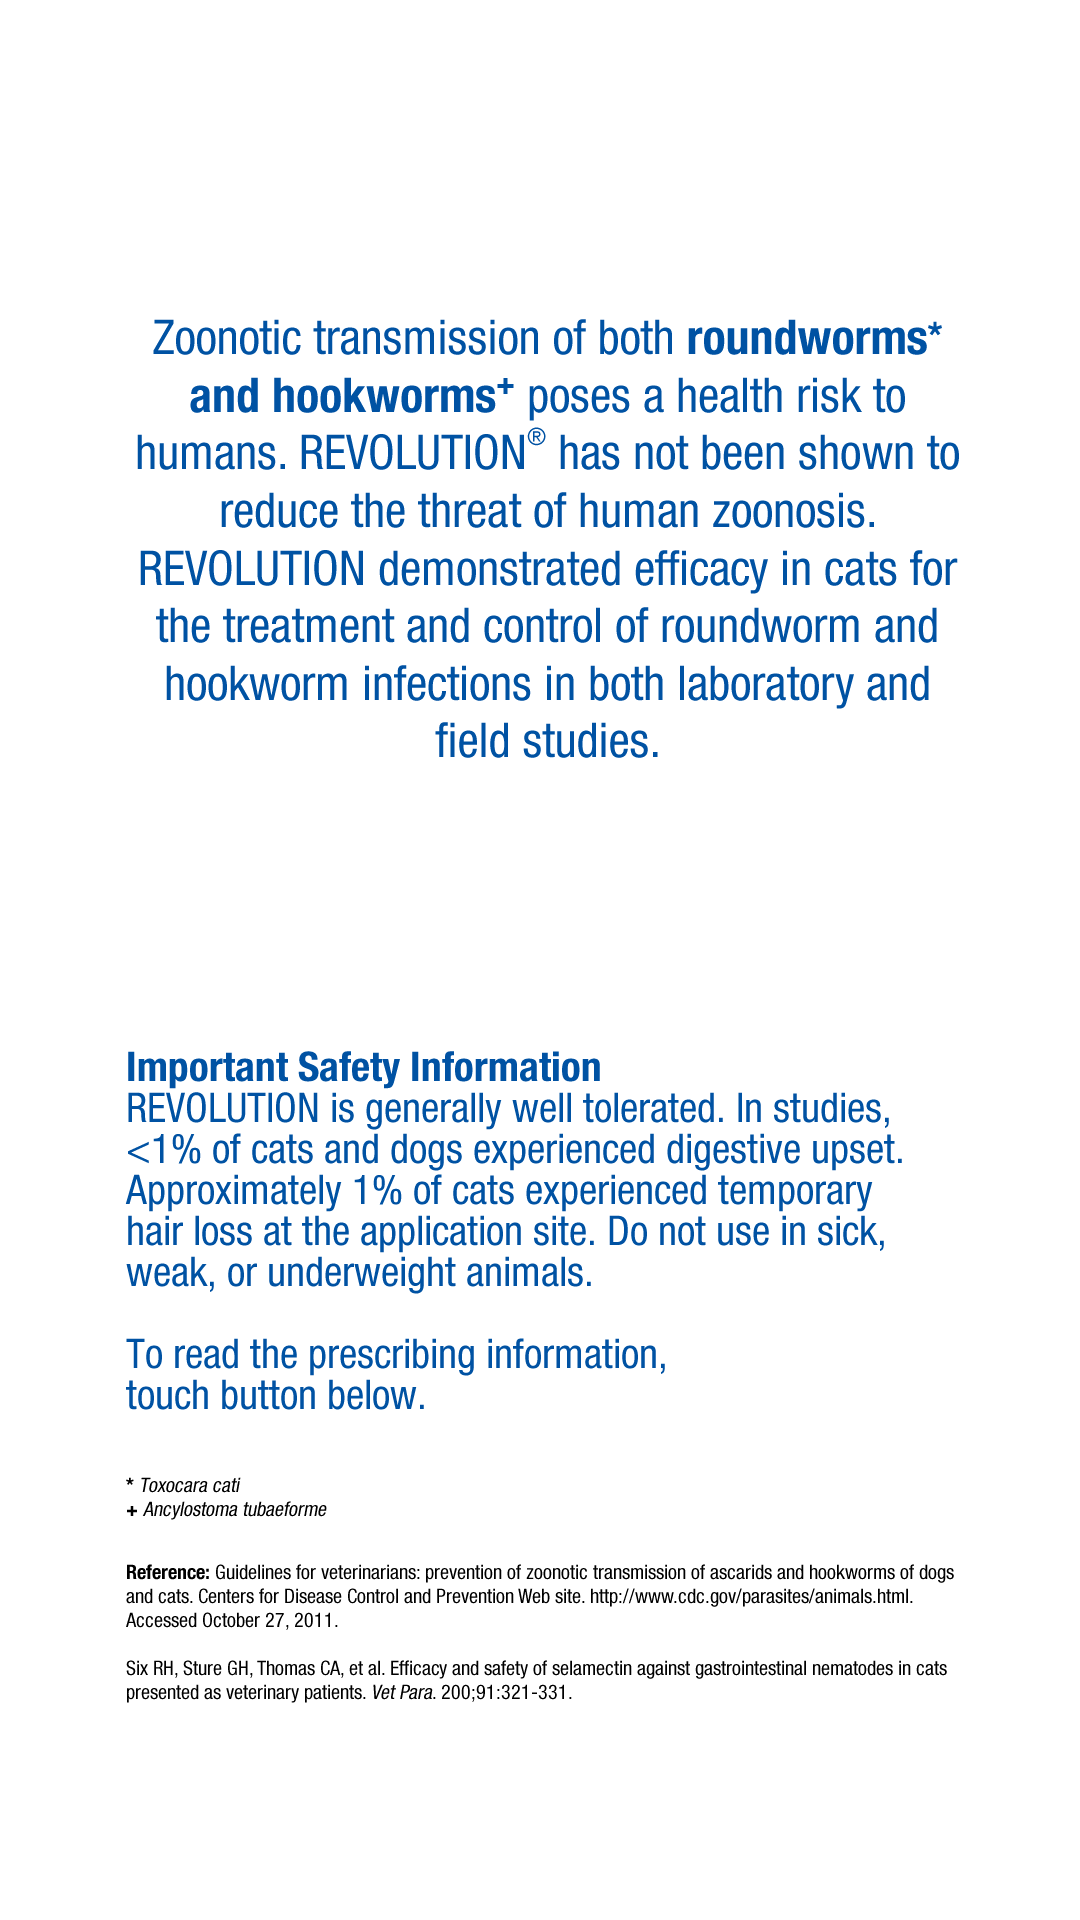 Zoonotic transmission of both roundworms*
and hookworms+ poses a health risk to
humans. REVOLUTION® has not been shown to
reduce the threat of human zoonosis.
REVOLUTION demonstrated efficacy in cats for
the treatment and control of roundworm and
hookworm infections in both laboratory and
field studies.
Important Safety Information
REVOLUTION is generally well tolerated. In studies,
<1% of cats and dogs experienced digestive upset.
Approximately 1% of cats experienced temporary
hair loss at the application site. Do not use in sick,
weak, or underweight animals.
To read the prescribing information,
touch button below.
* Toxocara cati
+ Ancylostoma tubaeforme
Reference: Guidelines for veterinarians: prevention of zoonotic transmission of ascarids and hookworms of dogs
and cats. Centers for Disease Control and Prevention Web site. http://www.cdc.gov/parasites/animals.html.
Accessed October 27, 2011.
Six RH, Sture GH, Thomas CA, et al. Efficacy and safety of selamectin against gastrointestinal nematodes in cats
presented as veterinary patients. Vet Para. 200;91:321-331.